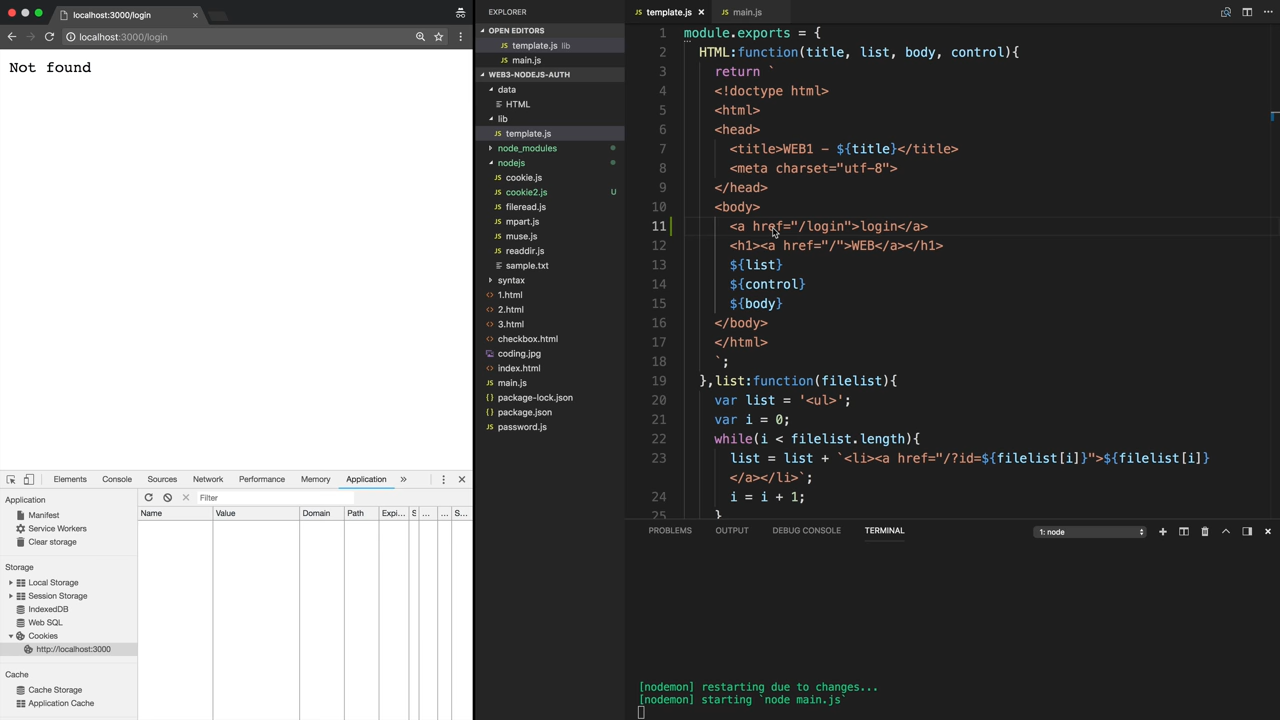 localhost:3000/login
localhost:3000/login
Not found
Elements Console Sources Network Performance Memory Application »
Application
Manifest
Service Workers
Clear storage
Storage
Local Storage
Session Storage
IndexedDB
Web SQL
Cookies
http://localhost:3000
Cache
Cache Storage
Application Cache
Filter
Name Value Domain Path Expi... S ... ... S...
EXPLORER
OPEN EDITORS
template.js lib
main.js
WEB3-NODEJS-AUTH
data
HTML
lib
template.js
node_modules
nodejs
cookie.js
cookie2.js U
fileread.js
mpart.js
muse.js
readdir.js
sample.txt
syntax
1.html
2.html
3.html
checkbox.html
coding.jpg
index.html
main.js
package-lock.json
package.json
password.js
template.js main.js
1 module.exports = {
2 HTML:function(title, list, body, control){
3 return `
4 <!doctype html>
5 <html>
6 <head>
7 <title>WEB1 - ${title}</title>
8 <meta charset="utf-8">
9 </head>
10 <body>
11 <a href="/login">login</a>
12 <h1><a href="/">WEB</a></h1>
13 ${list}
14 ${control}
15 ${body}
16 </body>
17 </html>
18 `;
19 },list:function(filelist){
20 var list = '<ul>';
21 var i = 0;
22 while(i < filelist.length){
23 list = list + `<li><a href="/?id=${filelist[i]}">${filelist[i]}
</a></li>`;
24 i = i + 1;
25 }
PROBLEMS OUTPUT DEBUG CONSOLE TERMINAL 1: node
[nodemon] restarting due to changes...
[nodemon] starting `node main.js`